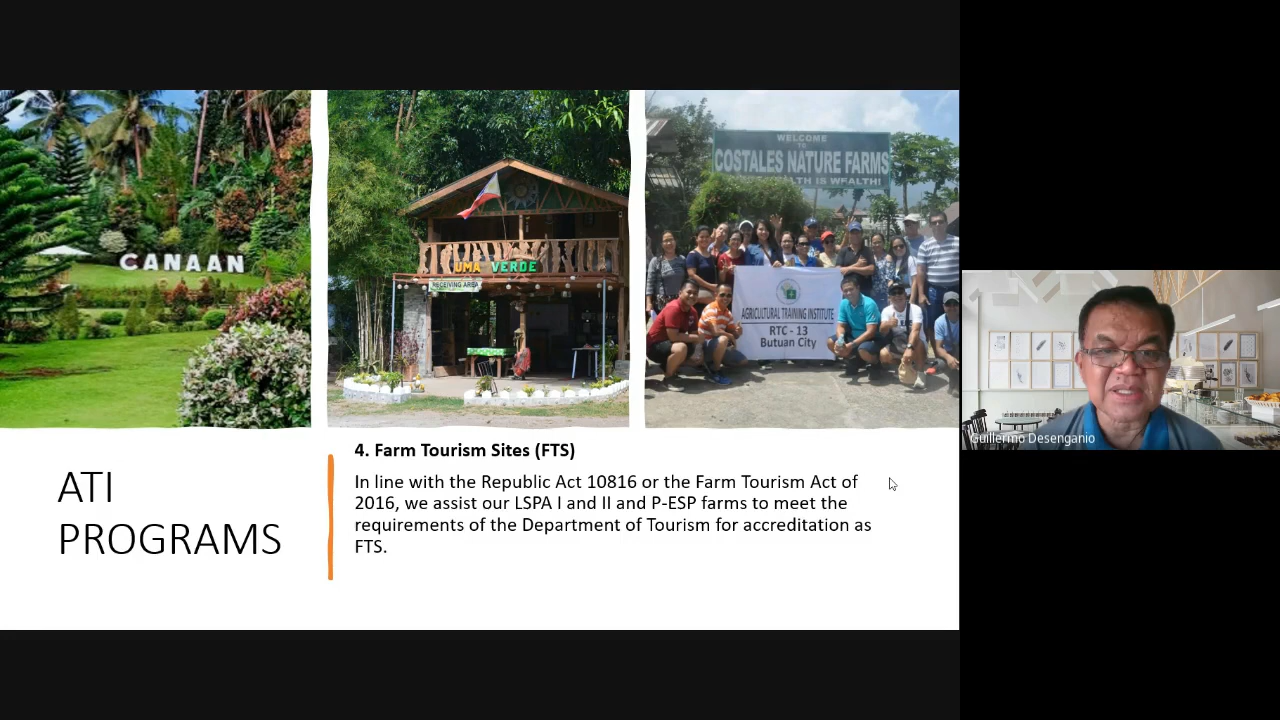 CANAAN
UMA VERDE
RECEIVING AREA
WELCOME
TO
COSTALES NATURE FARMS
IS WEALTH!
AGRICULTURAL TRAINING INSTITUTE
RTC - 13
Butuan City
ATI
PROGRAMS
4. Farm Tourism Sites (FTS)
In line with the Republic Act 10816 or the Farm Tourism Act of
2016, we assist our LSPA I and II and P-ESP farms to meet the
requirements of the Department of Tourism for accreditation as
FTS.
Guillermo Desenganio